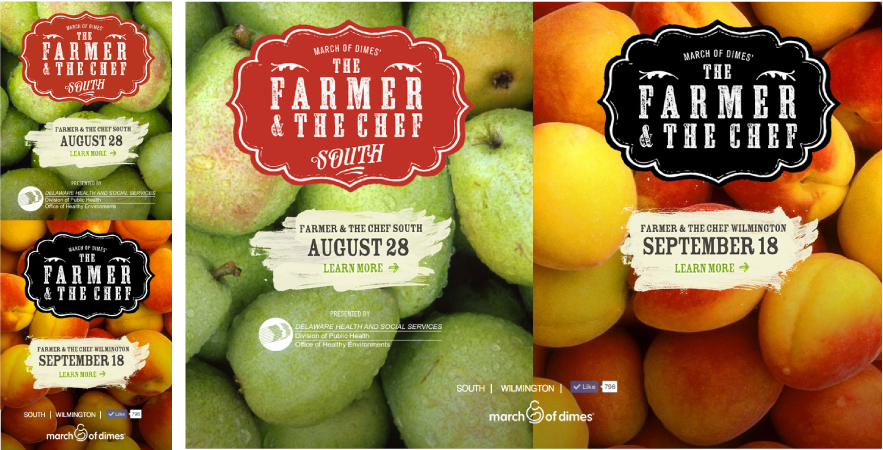 MARCH OF DIMES'
THE
FARMER
& THE CHEF
SOUTH
FARMER & THE CHEF SOUTH
AUGUST 28
LEARN MORE
PRESENTED BY
DELAWARE HEALTH AND SOCIAL SERVICES
Division of Public Health
Office of Healthy Environments
MARCH OF DIMES'
THE
FARMER
& THE CHEF
FARMER & THE CHEF WILMINGTON
SEPTEMBER 18
LEARN MORE
SOUTH | WILMINGTON | Like 796
march of dimes
MARCH OF DIMES'
THE
FARMER
& THE CHEF
SOUTH
FARMER & THE CHEF SOUTH
AUGUST 28
LEARN MORE
PRESENTED BY
DELAWARE HEALTH AND SOCIAL SERVICES
Division of Public Health
Office of Healthy Environments
MARCH OF DIMES'
THE
FARMER
& THE CHEF
FARMER & THE CHEF WILMINGTON
SEPTEMBER 18
LEARN MORE
SOUTH | WILMINGTON | Like 796
march of dimes